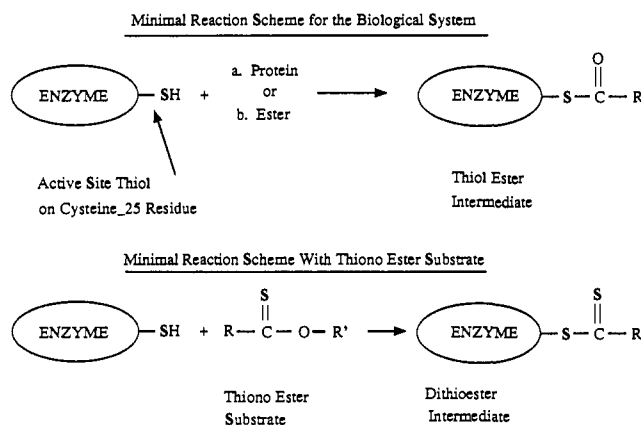 Minimal Reaction Scheme for the Biological System
ENZYME
SH
+
a. Protein
or
b. Ester
ENZYME
S
C
O
R
Active Site Thiol
on Cysteine_25 Residue
Thiol Ester
Intermediate
Minimal Reaction Scheme With Thiono Ester Substrate
ENZYME
SH
+
R
S
C
O
R'
ENZYME
S
C
S
R
Thiono Ester
Substrate
Dithioester
Intermediate